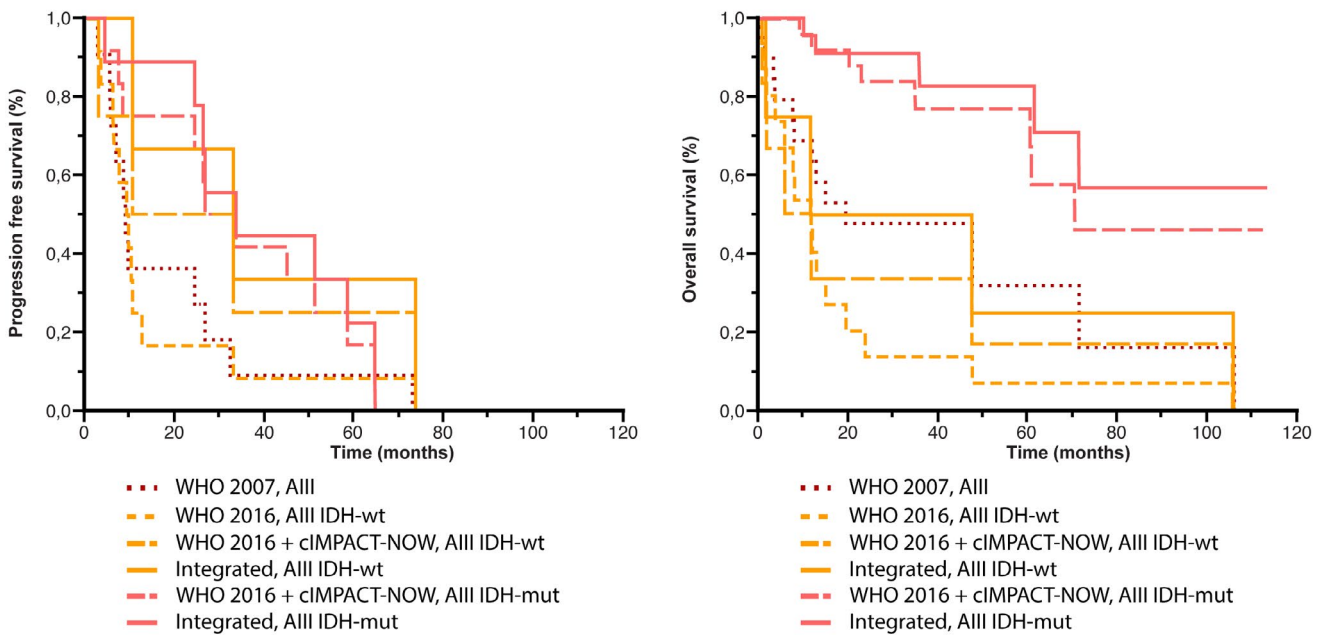 Progression free survival (%)
1,0
0,8
0,6
0,4
0,2
0,0
0 20 40 60 80 100 120
Time (months)
WHO 2007, AIII
WHO 2016, AIII IDH-wt
WHO 2016 + cIMPACT-NOW, AIII IDH-wt
Integrated, AIII IDH-wt
WHO 2016 + cIMPACT-NOW, AIII IDH-mut
Integrated, AIII IDH-mut
Overall survival (%)
1,0
0,8
0,6
0,4
0,2
0,0
0 20 40 60 80 100 120
Time (months)
WHO 2007, AIII
WHO 2016, AIII IDH-wt
WHO 2016 + cIMPACT-NOW, AIII IDH-wt
Integrated, AIII IDH-wt
WHO 2016 + cIMPACT-NOW, AIII IDH-mut
Integrated, AIII IDH-mut